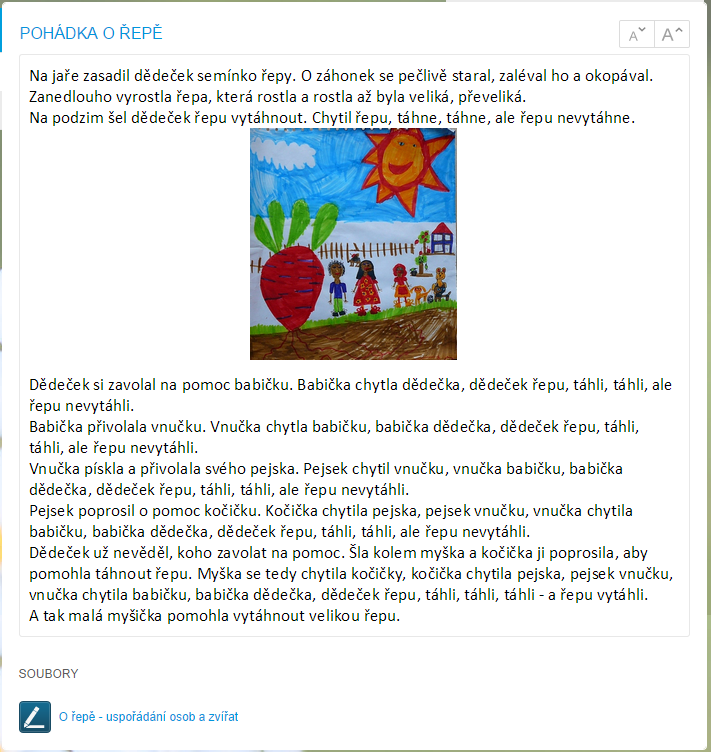 POHÁDKA O ŘEPĚ
A A
Na jaře zasadil dědeček semínko řepy. O záhonek se pečlivě staral, zaléval ho a okopával.
Zanedlouho vyrostla řepa, která rostla a rostla až byla veliká, převeliká.
Na podzim šel dědeček řepu vytáhnout. Chytil řepu, táhne, táhne, ale řepu nevytáhne.
Dědeček si zavolal na pomoc babičku. Babička chytla dědečka, dědeček řepu, táhli, táhli, ale
řepu nevytáhli.
Babička přivolala vnučku. Vnučka chytla babičku, babička dědečka, dědeček řepu, táhli,
táhli, ale řepu nevytáhli.
Vnučka pískla a přivolala svého pejska. Pejsek chytil vnučku, vnučka babičku, babička
dědečka, dědeček řepu, táhli, táhli, ale řepu nevytáhli.
Pejsek poprosil o pomoc kočičku. Kočička chytila pejska, pejsek vnučku, vnučka chytila
babičku, babička dědečka, dědeček řepu, táhli, táhli, ale řepu nevytáhli.
Dědeček už nevěděl, koho zavolat na pomoc. Šla kolem myška a kočička ji poprosila, aby
pomohla táhnout řepu. Myška se tedy chytila kočičky, kočička chytila pejska, pejsek vnučku,
vnučka chytila babičku, babička dědečka, dědeček řepu, táhli, táhli, táhli - a řepu vytáhli.
A tak malá myšička pomohla vytáhnout velikou řepu.
SOUBORY
O řepě - uspořádání osob a zvířat